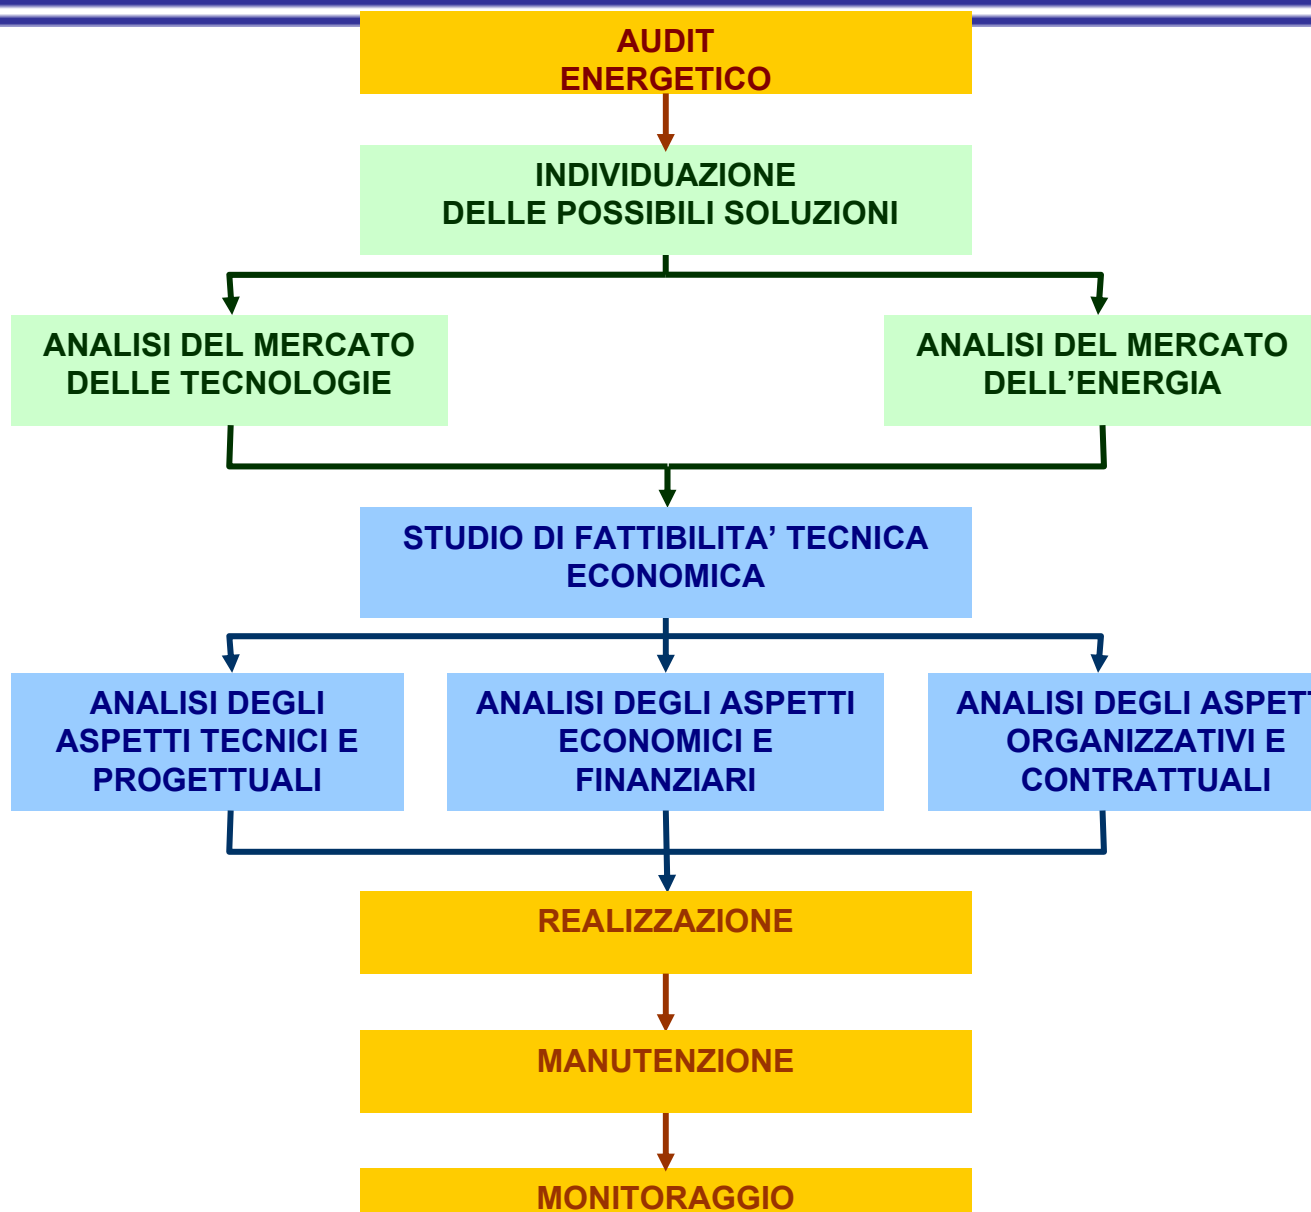 AUDIT
ENERGETICO
INDIVIDUAZIONE
DELLE POSSIBILI SOLUZIONI
ANALISI DEL MERCATO
DELLE TECNOLOGIE
ANALISI DEL MERCATO
DELL’ENERGIA
STUDIO DI FATTIBILITA’ TECNICA
ECONOMICA
ANALISI DEGLI
ASPETTI TECNICI E
PROGETTUALI
ANALISI DEGLI ASPETTI
ECONOMICI E
FINANZIARI
ANALISI DEGLI ASPETT
ORGANIZZATIVI E
CONTRATTUALI
REALIZZAZIONE
MANUTENZIONE
MONITORAGGIO